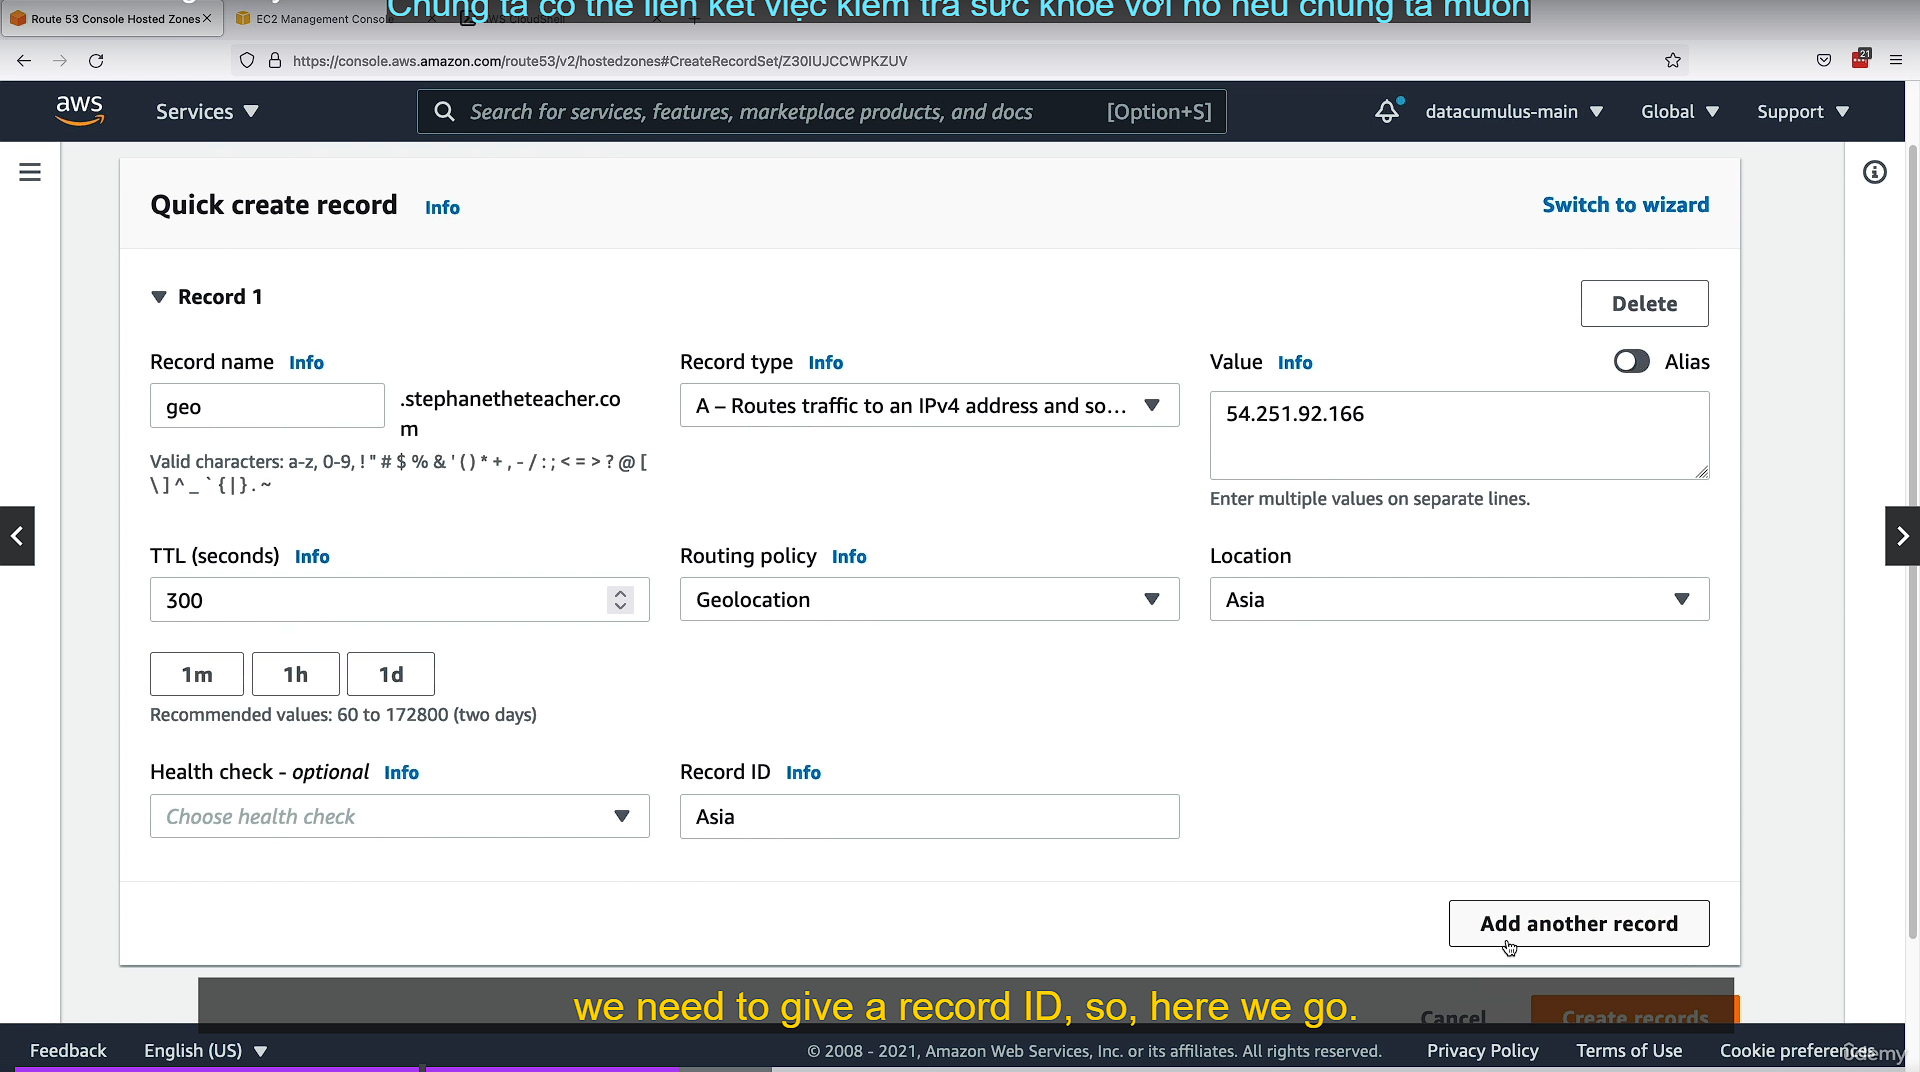 Chúng ta có thể liên kết việc kiểm tra sức khỏe với nó nếu chúng ta muốn
Route 53 Console Hosted Zones
EC2 Management Console
AWS CloudShell
https://console.aws.amazon.com/route53/v2/hostedzones#CreateRecordSet/Z30IUJCCWPKZUV
21
aws
Services
Search for services, features, marketplace products, and docs
[Option+S]
datacumulus-main
Global
Support
Quick create record
Info
Switch to wizard
Record 1
Delete
Record name Info
Record type Info
Value Info
Alias
geo
.stephanetheteacher.co
m
A – Routes traffic to an IPv4 address and so...
54.251.92.166
Valid characters: a-z, 0-9, ! " # $ % & ' ( ) * + , - / : ; < = > ? @ [
\ ] ^ _ ` { | } . ~
Enter multiple values on separate lines.
TTL (seconds) Info
Routing policy Info
Location
300
Geolocation
Asia
1m
1h
1d
Recommended values: 60 to 172800 (two days)
Health check - optional Info
Record ID Info
Choose health check
Asia
Add another record
we need to give a record ID, so, here we go.
Cancel
Create records
Feedback
English (US)
© 2008 - 2021, Amazon Web Services, Inc. or its affiliates. All rights reserved.
Privacy Policy
Terms of Use
Cookie preferences
ûdemy